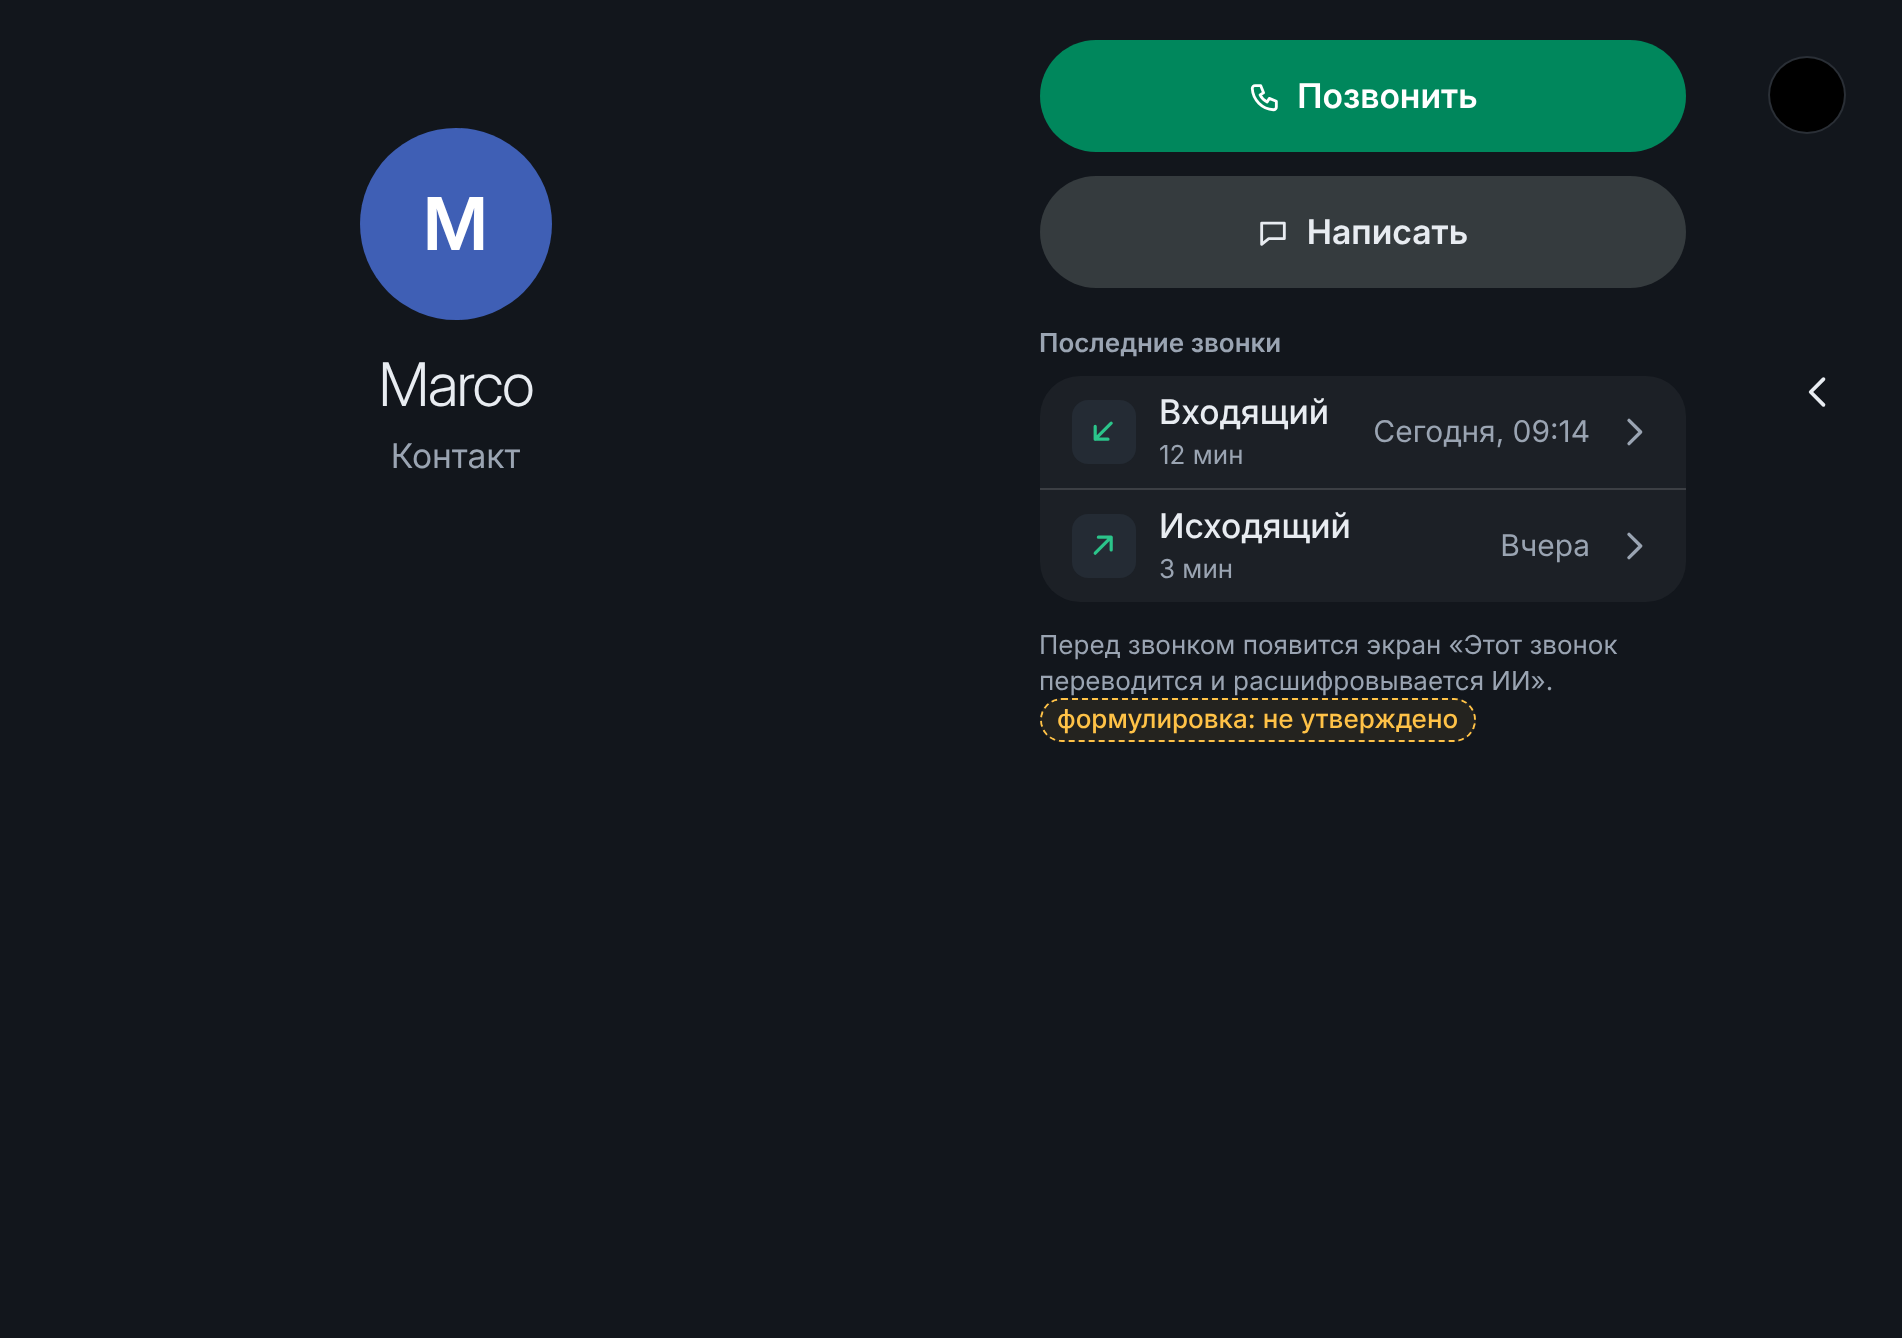 M
Marco
Контакт
Позвонить
Написать
Последние звонки
Входящий
12 мин
Сегодня, 09:14
Исходящий
3 мин
Вчера
Перед звонком появится экран «Этот звонок
переводится и расшифровывается ИИ».
формулировка: не утверждено